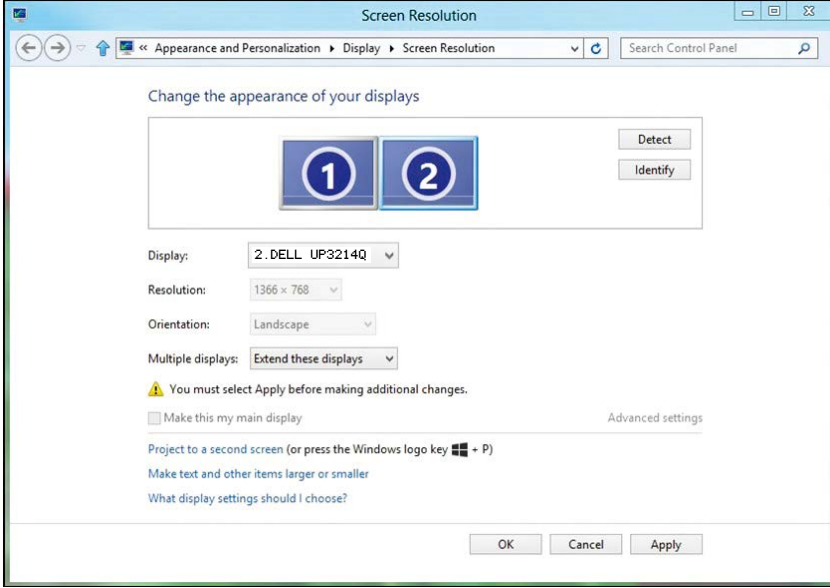 Screen Resolution
« Appearance and Personalization Display Screen Resolution Search Control Panel
Change the appearance of your displays
1 2
Detect
Identify
Display: 2.DELL UP3214Q
Resolution: 1366 × 768
Orientation: Landscape
Multiple displays: Extend these displays
You must select Apply before making additional changes.
Make this my main display Advanced settings
Project to a second screen (or press the Windows logo key + P)
Make text and other items larger or smaller
What display settings should I choose?
OK Cancel Apply